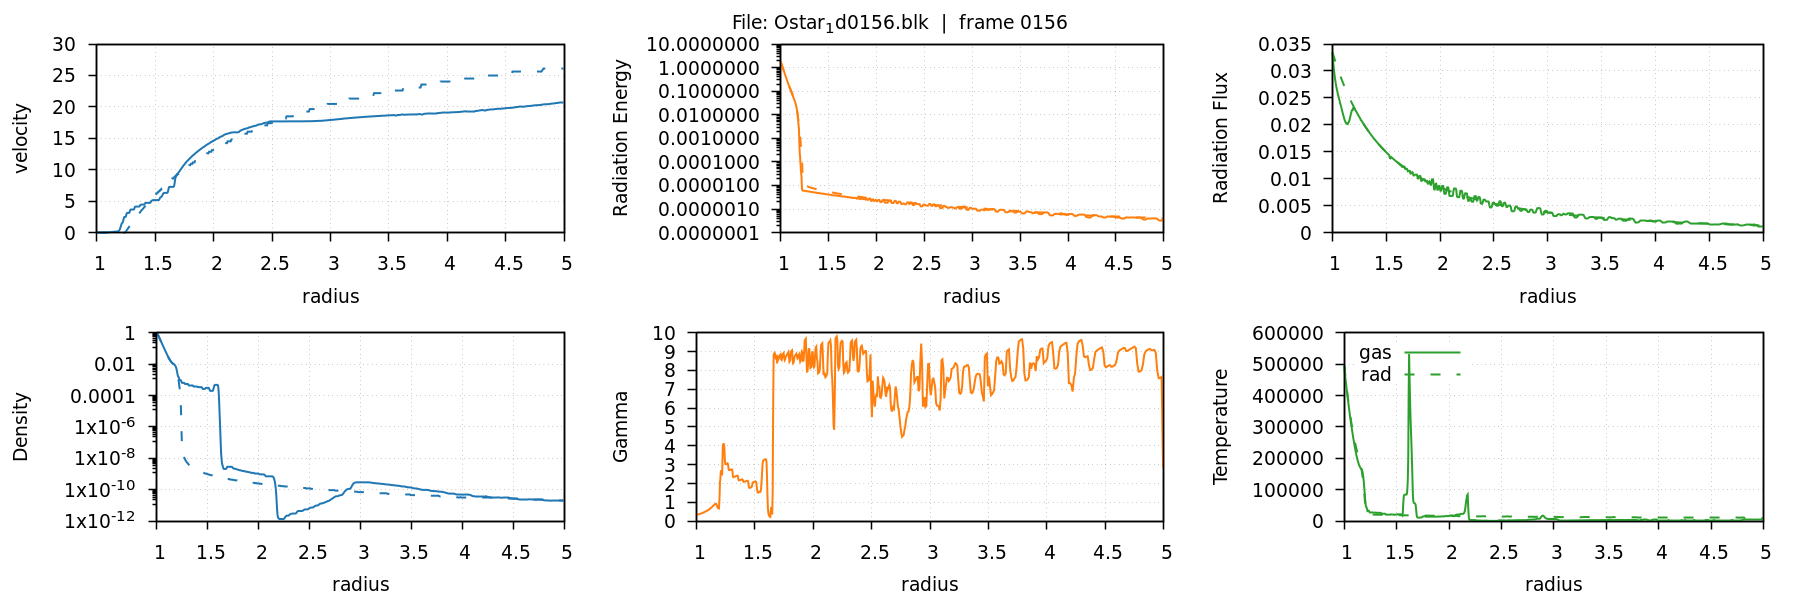 File: Ostar1d0156.blk | frame 0156
30
25
20
15
10
5
0
velocity
1 1.5 2 2.5 3 3.5 4 4.5 5
radius
10.0000000
1.0000000
0.1000000
0.0100000
0.0010000
0.0001000
0.0000100
0.0000010
0.0000001
Radiation Energy
1 1.5 2 2.5 3 3.5 4 4.5 5
radius
0.035
0.03
0.025
0.02
0.015
0.01
0.005
0
Radiation Flux
1 1.5 2 2.5 3 3.5 4 4.5 5
radius
1
0.01
0.0001
1x10-6
1x10-8
1x10-10
1x10-12
Density
1 1.5 2 2.5 3 3.5 4 4.5 5
radius
10
9
8
7
6
5
4
3
2
1
0
Gamma
1 1.5 2 2.5 3 3.5 4 4.5 5
radius
600000
500000
400000
300000
200000
100000
0
Temperature
gas
rad
1 1.5 2 2.5 3 3.5 4 4.5 5
radius